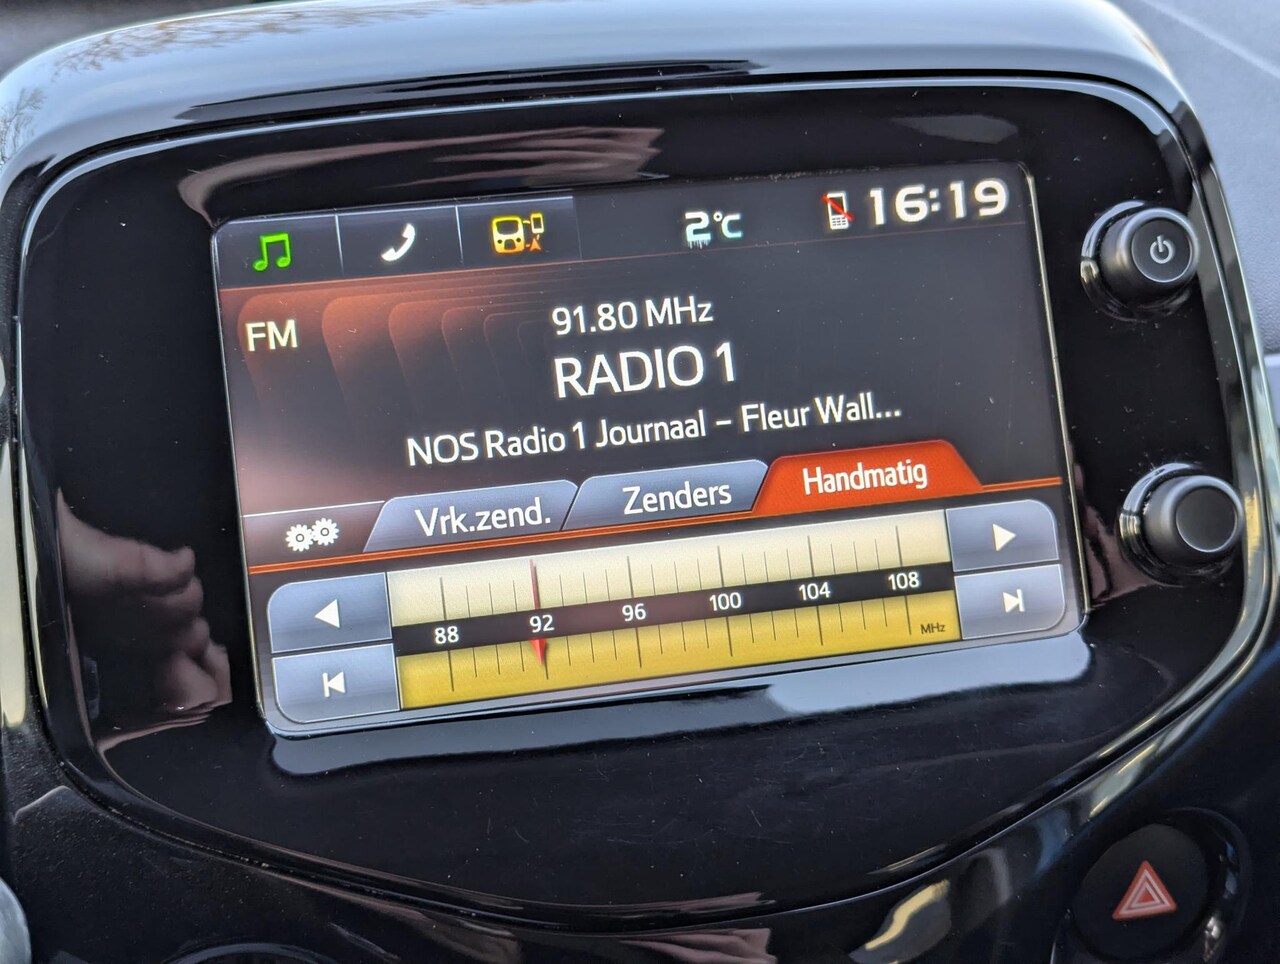 2°C
16:19
FM
91.80 MHz
RADIO 1
NOS Radio 1 Journaal – Fleur Wall...
Vrk.zend. Zenders Handmatig
88 92 96 100 104 108
MHz